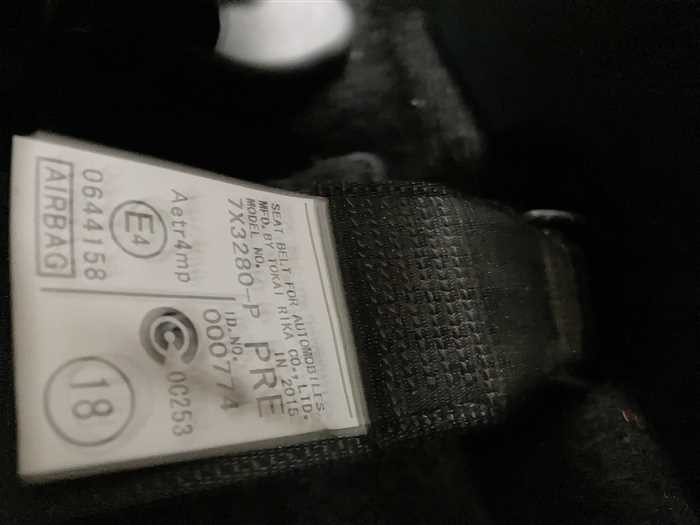 SEAT BELT FOR AUTOMOBILES
MFD. BY TOKAI RIKA CO., LTD.
MODEL NO. IN 2015
7X3280-P PRE
ID. NO.
000774
Aetr4mp
E4
C 0C253
0644158
AIRBAG
18